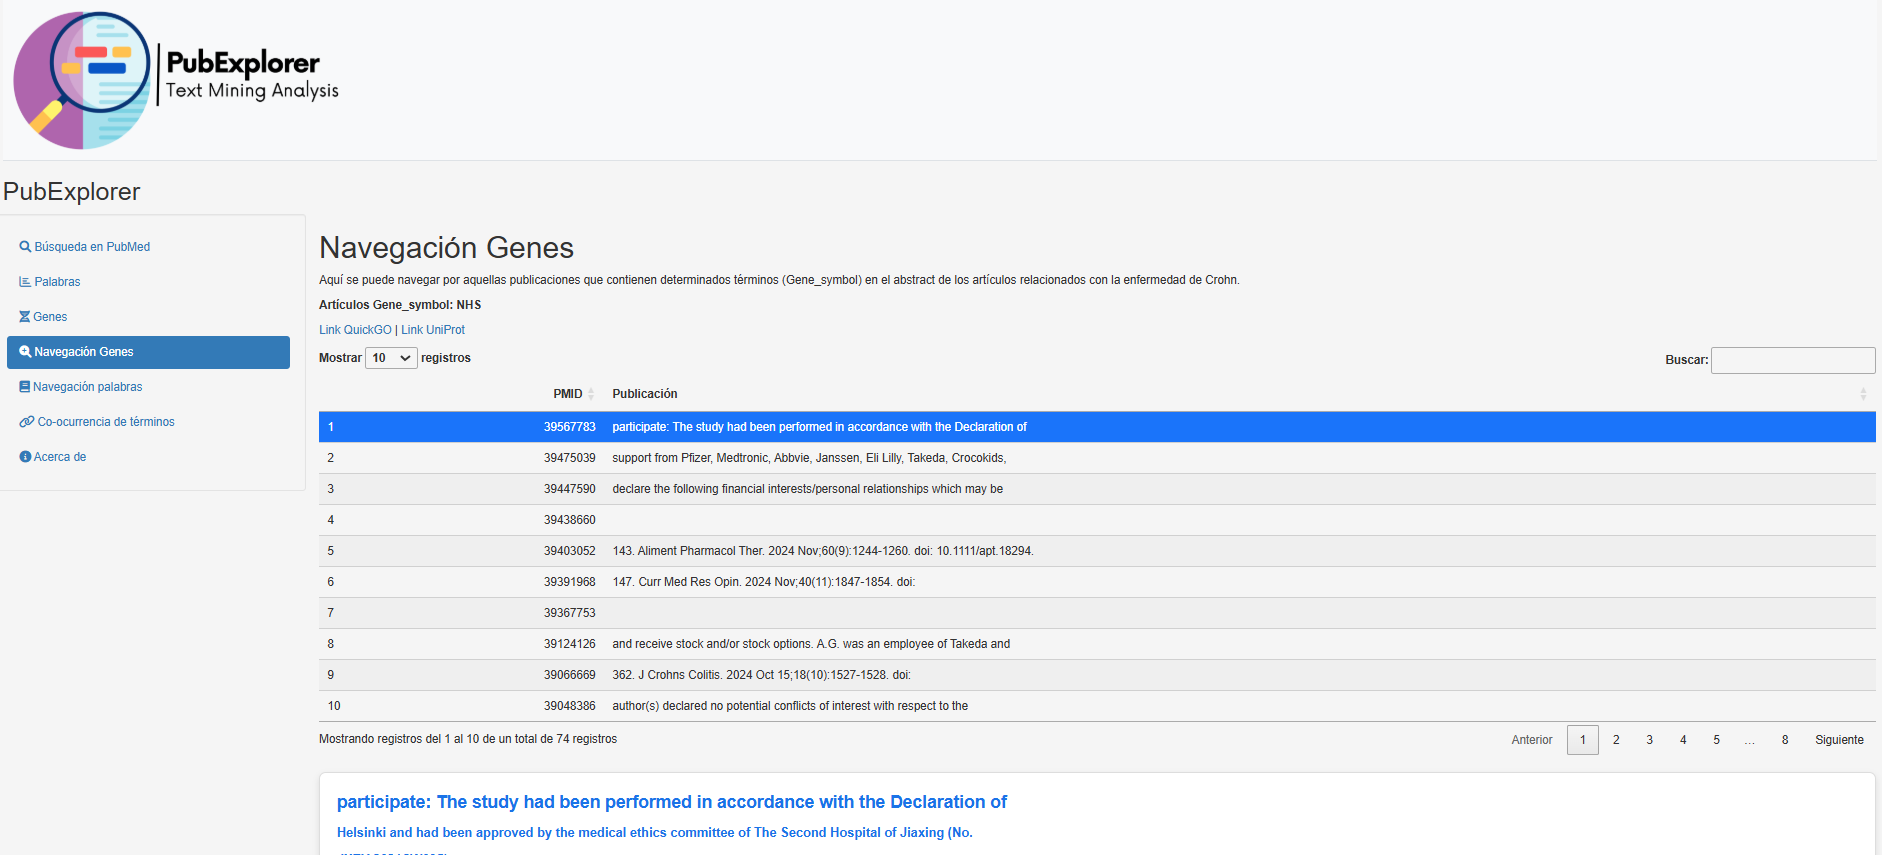 PubExplorer
Text Mining Analysis
PubExplorer
Búsqueda en PubMed
Palabras
Genes
Navegación Genes
Navegación palabras
Co-ocurrencia de términos
Acerca de
Navegación Genes
Aquí se puede navegar por aquellas publicaciones que contienen determinados términos (Gene_symbol) en el abstract de los artículos relacionados con la enfermedad de Crohn.
Artículos Gene_symbol: NHS
Link QuickGO | Link UniProt
Mostrar 10 registros
Buscar:
PMID Publicación
1 39567783 participate: The study had been performed in accordance with the Declaration of
2 39475039 support from Pfizer, Medtronic, Abbvie, Janssen, Eli Lilly, Takeda, Crocokids,
3 39447590 declare the following financial interests/personal relationships which may be
4 39438660
5 39403052 143. Aliment Pharmacol Ther. 2024 Nov;60(9):1244-1260. doi: 10.1111/apt.18294.
6 39391968 147. Curr Med Res Opin. 2024 Nov;40(11):1847-1854. doi:
7 39367753
8 39124126 and receive stock and/or stock options. A.G. was an employee of Takeda and
9 39066669 362. J Crohns Colitis. 2024 Oct 15;18(10):1527-1528. doi:
10 39048386 author(s) declared no potential conflicts of interest with respect to the
Mostrando registros del 1 al 10 de un total de 74 registros
Anterior 1 2 3 4 5 … 8 Siguiente
participate: The study had been performed in accordance with the Declaration of
Helsinki and had been approved by the medical ethics committee of The Second Hospital of Jiaxing (No.